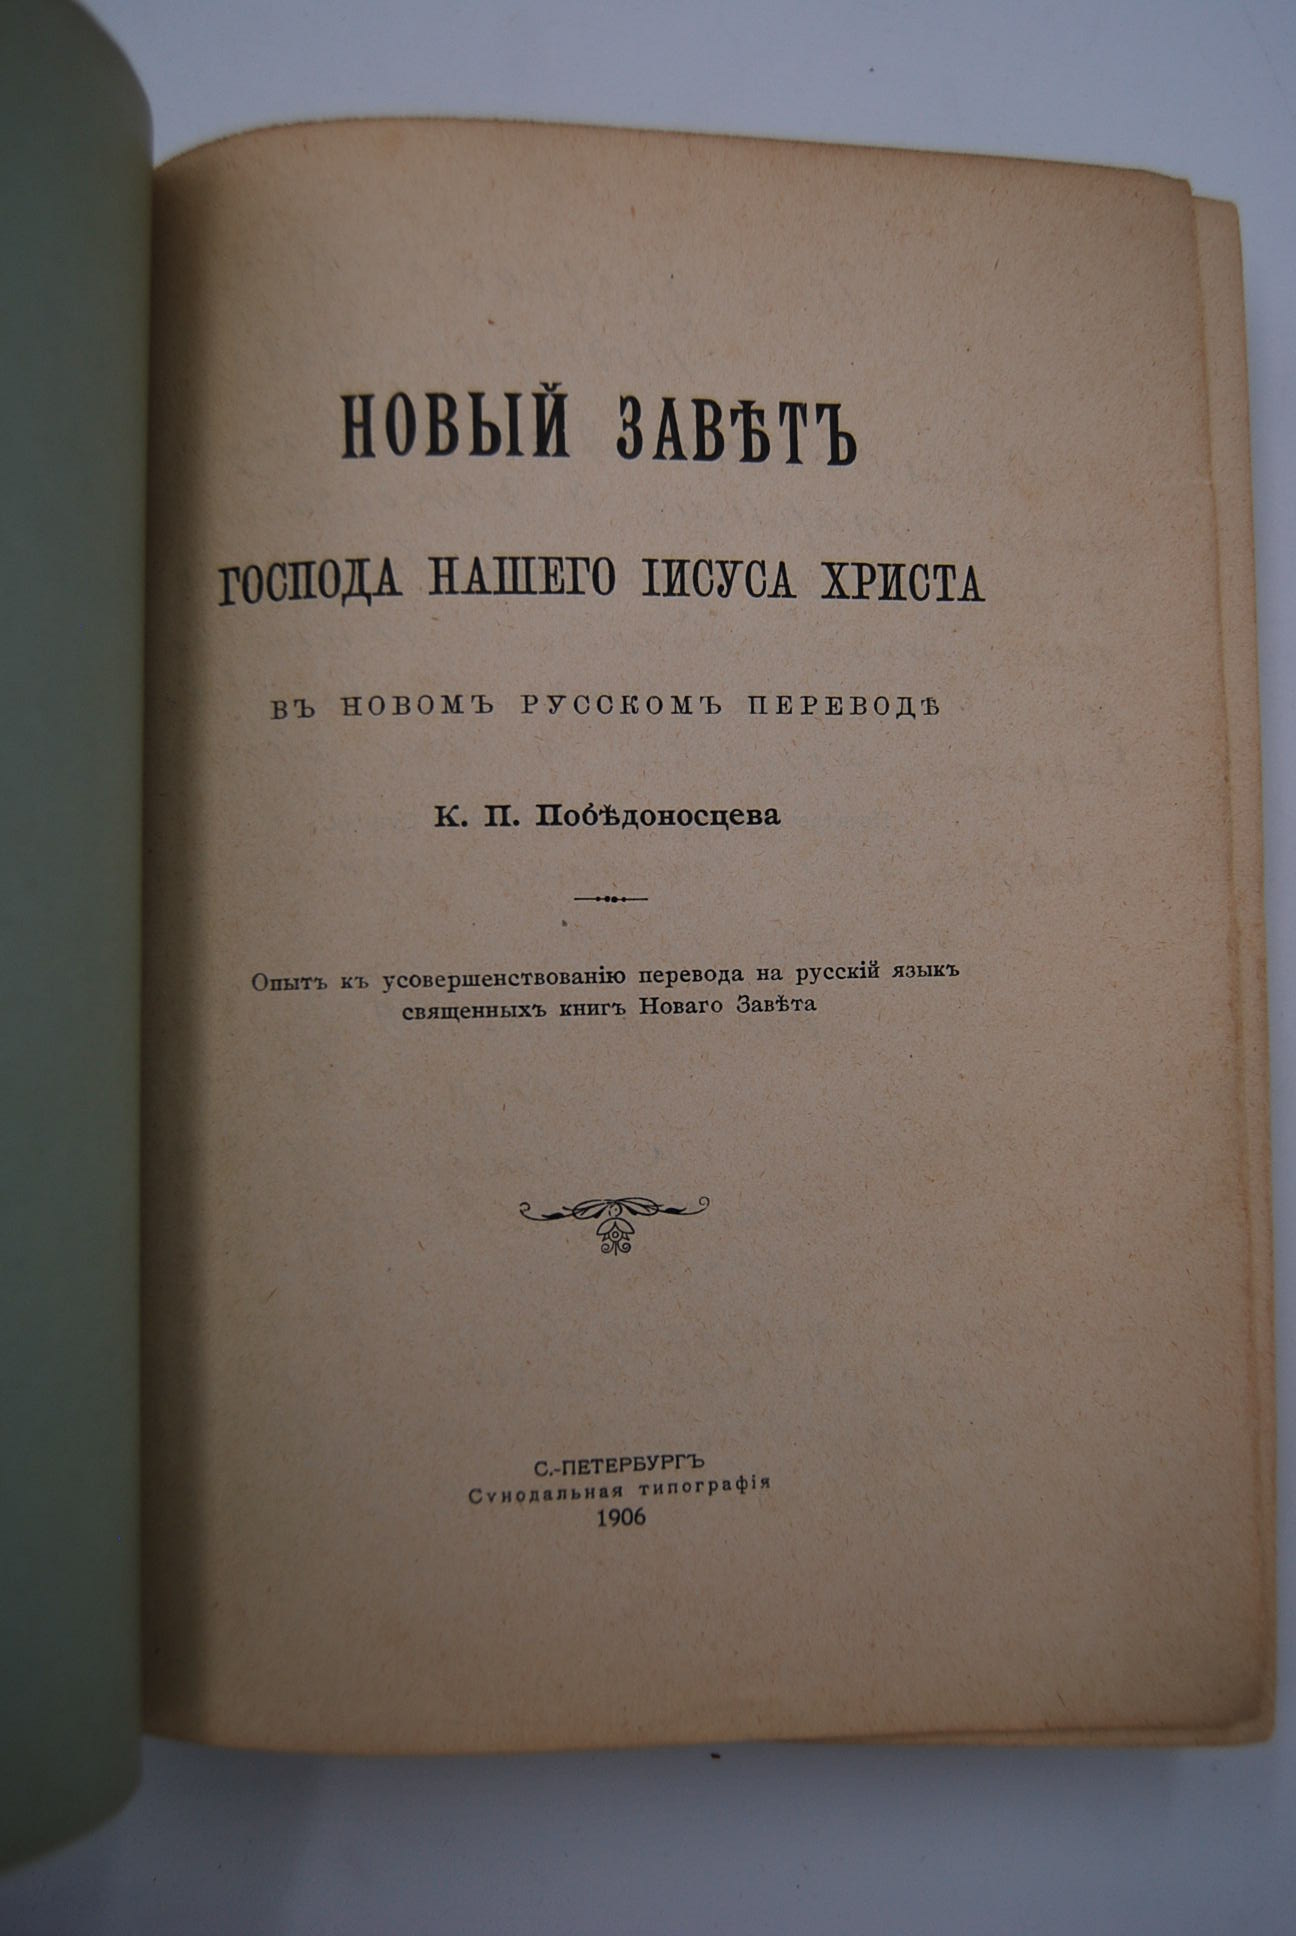 НОВЫЙ ЗАВѢТЪ
ГОСПОДА НАШЕГО ІИСУСА ХРИСТА
ВЪ НОВОМЪ РУССКОМЪ ПЕРЕВОДѢ
К. П. Побѣдоносцева
Опытъ къ усовершенствованію перевода на русскій языкъ
священныхъ книгъ Новаго Завѣта
С.-ПЕТЕРБУРГЪ
Сѵнодальная типографія
1906